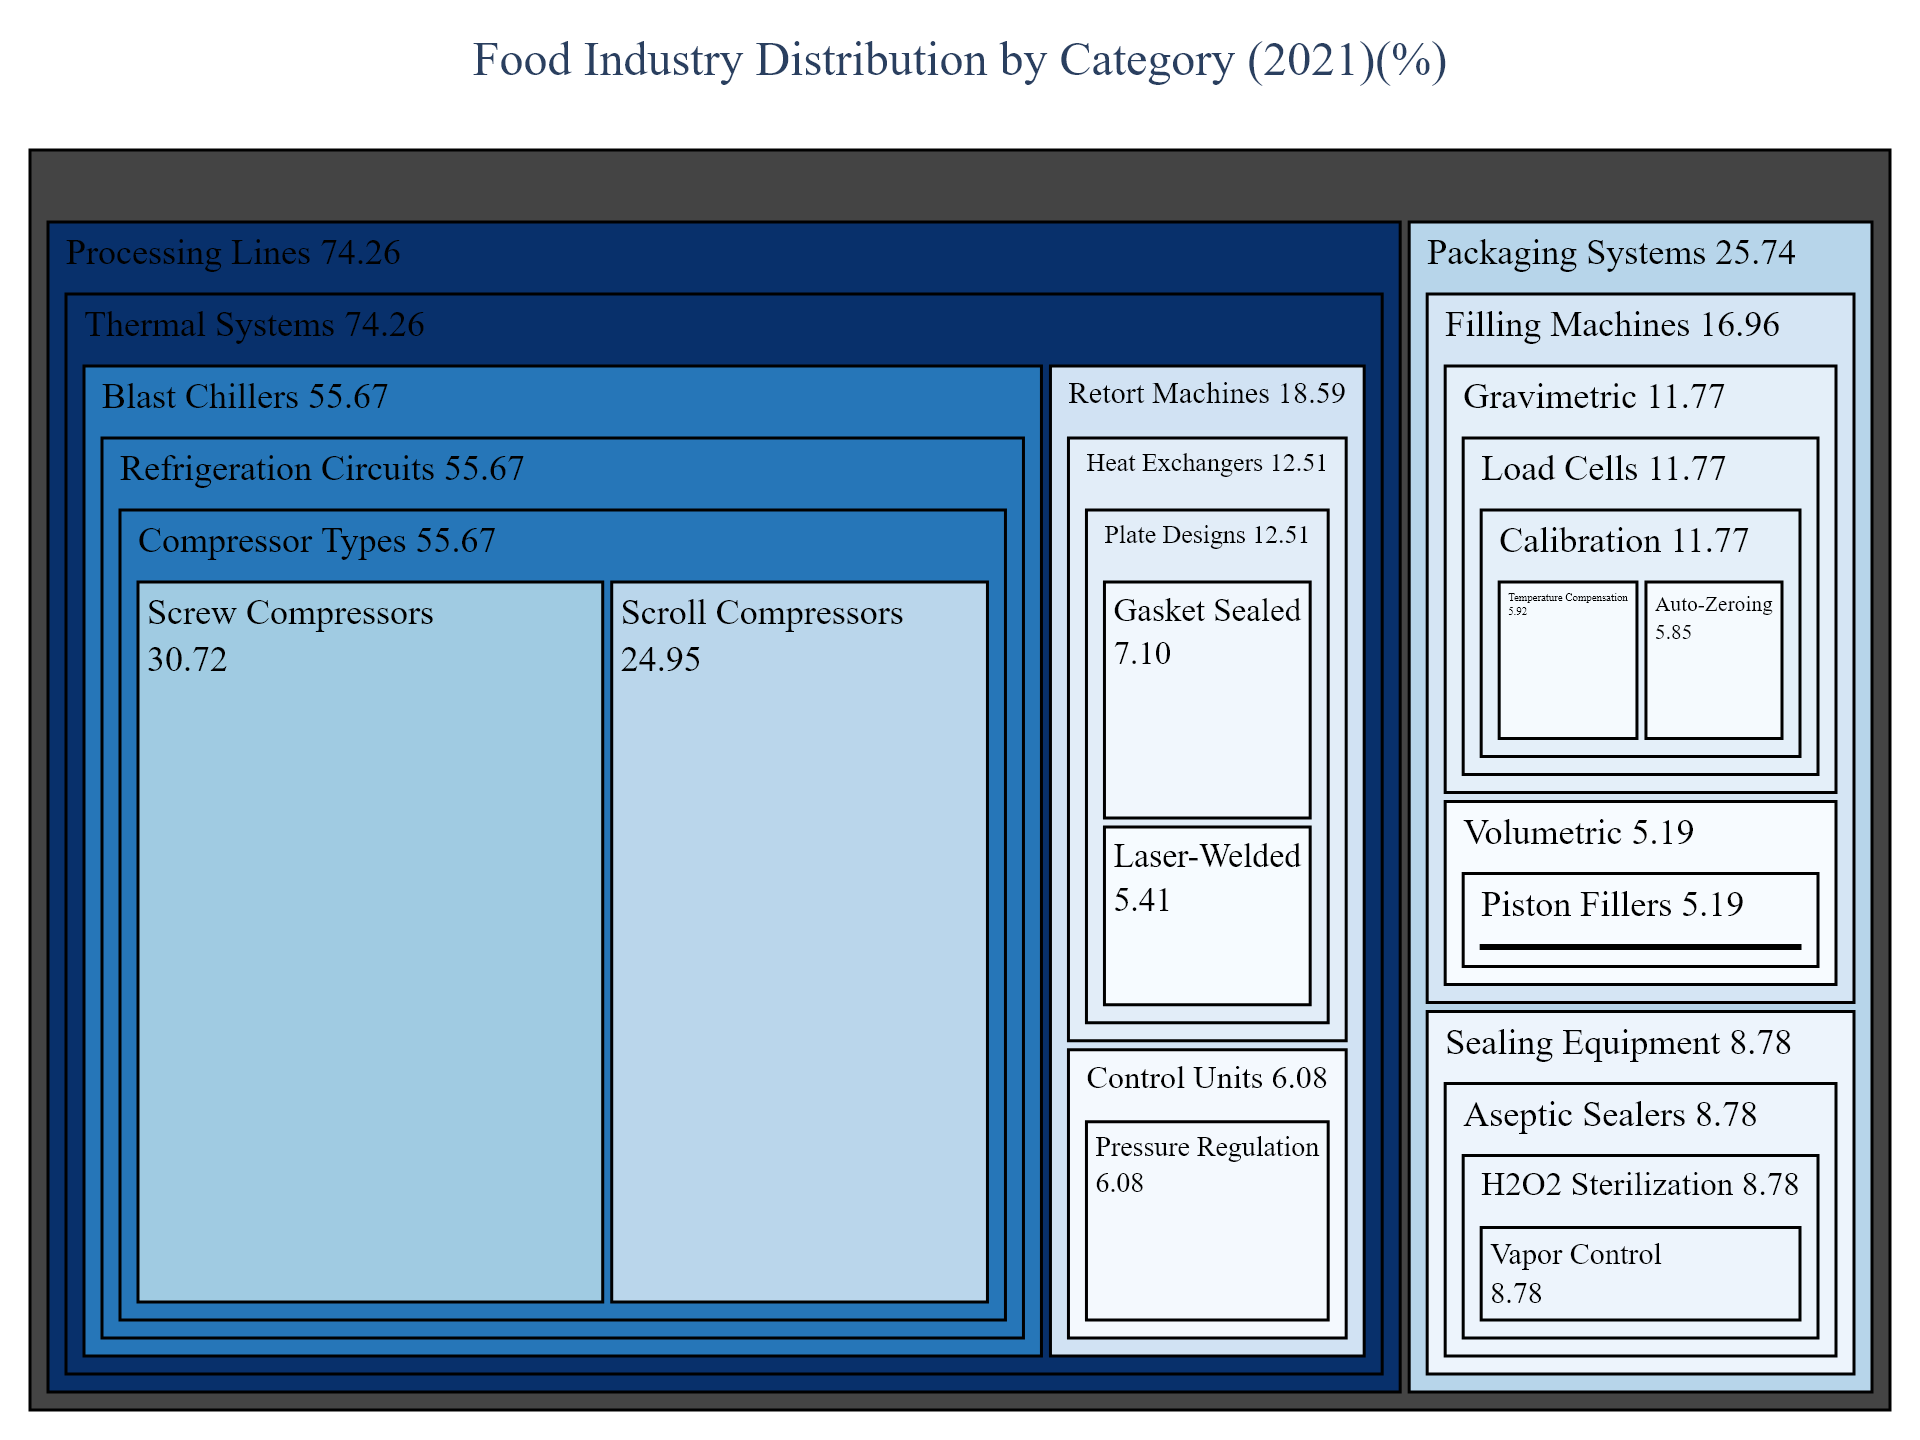 Food Industry Distribution by Category (2021)(%)
Processing Lines 74.26
Thermal Systems 74.26
Blast Chillers 55.67
Refrigeration Circuits 55.67
Compressor Types 55.67
Screw Compressors
30.72
Scroll Compressors
24.95
Retort Machines 18.59
Heat Exchangers 12.51
Plate Designs 12.51
Gasket Sealed
7.10
Laser-Welded
5.41
Control Units 6.08
Pressure Regulation
6.08
Packaging Systems 25.74
Filling Machines 16.96
Gravimetric 11.77
Load Cells 11.77
Calibration 11.77
Temperature Compensation
5.92
Auto-Zeroing
5.85
Volumetric 5.19
Piston Fillers 5.19
Sealing Equipment 8.78
Aseptic Sealers 8.78
H2O2 Sterilization 8.78
Vapor Control
8.78